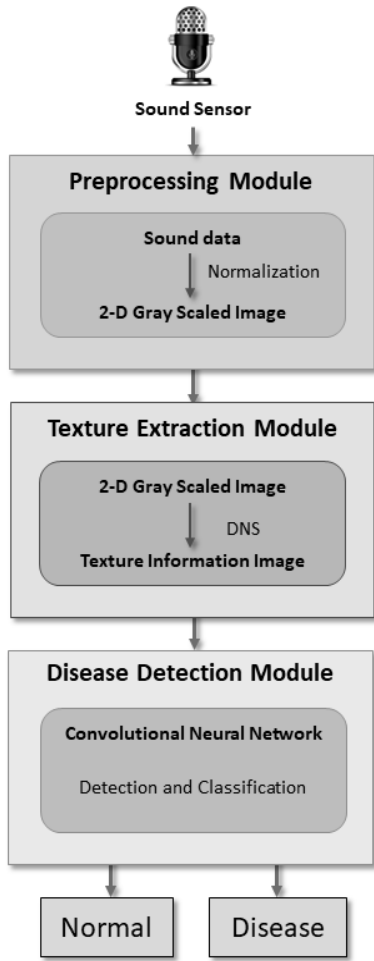 Sound Sensor
Preprocessing Module
Sound data
Normalization
2-D Gray Scaled Image
Texture Extraction Module
2-D Gray Scaled Image
DNS
Texture Information Image
Disease Detection Module
Convolutional Neural Network
Detection and Classification
Normal
Disease